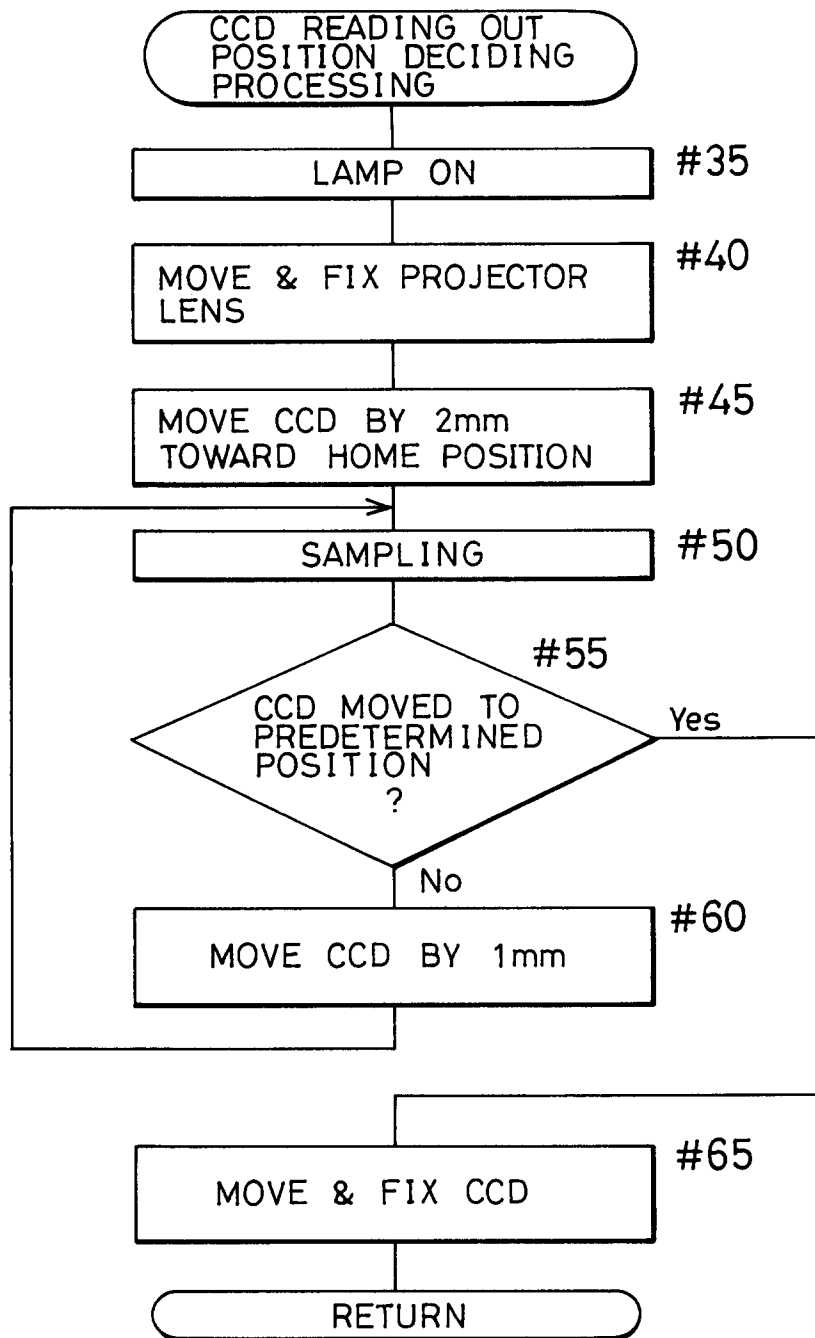 CCD READING OUT
POSITION DECIDING
PROCESSING
LAMP ON
#35
MOVE & FIX PROJECTOR
LENS
#40
MOVE CCD BY 2mm
TOWARD HOME POSITION
#45
SAMPLING
#50
#55
CCD MOVED TO
PREDETERMINED
POSITION
?
Yes
No
MOVE CCD BY 1mm
#60
MOVE & FIX CCD
#65
RETURN